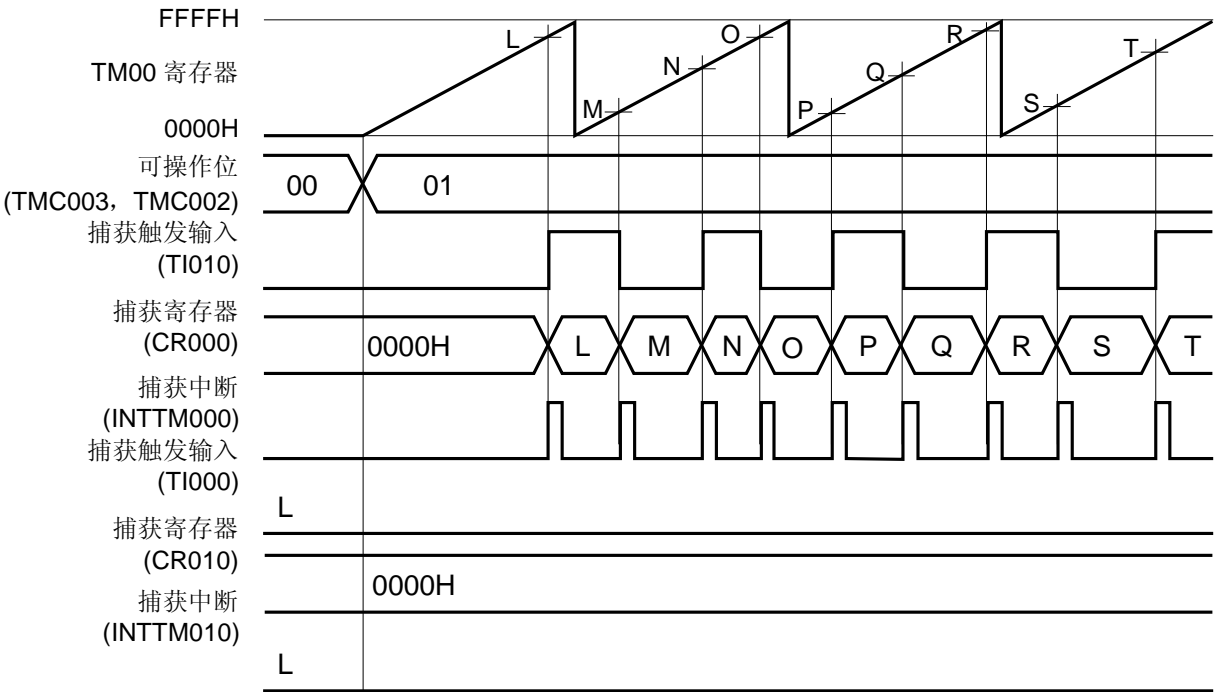 FFFFH
TM00 寄存器
0000H
L
M
N
O
P
Q
R
S
T
可操作位
(TMC003，TMC002)
00
01
捕获触发输入
(TI010)
捕获寄存器
(CR000)
0000H
L
M
N
O
P
Q
R
S
T
捕获中断
(INTTM000)
捕获触发输入
(TI000)
L
捕获寄存器
(CR010)
0000H
捕获中断
(INTTM010)
L